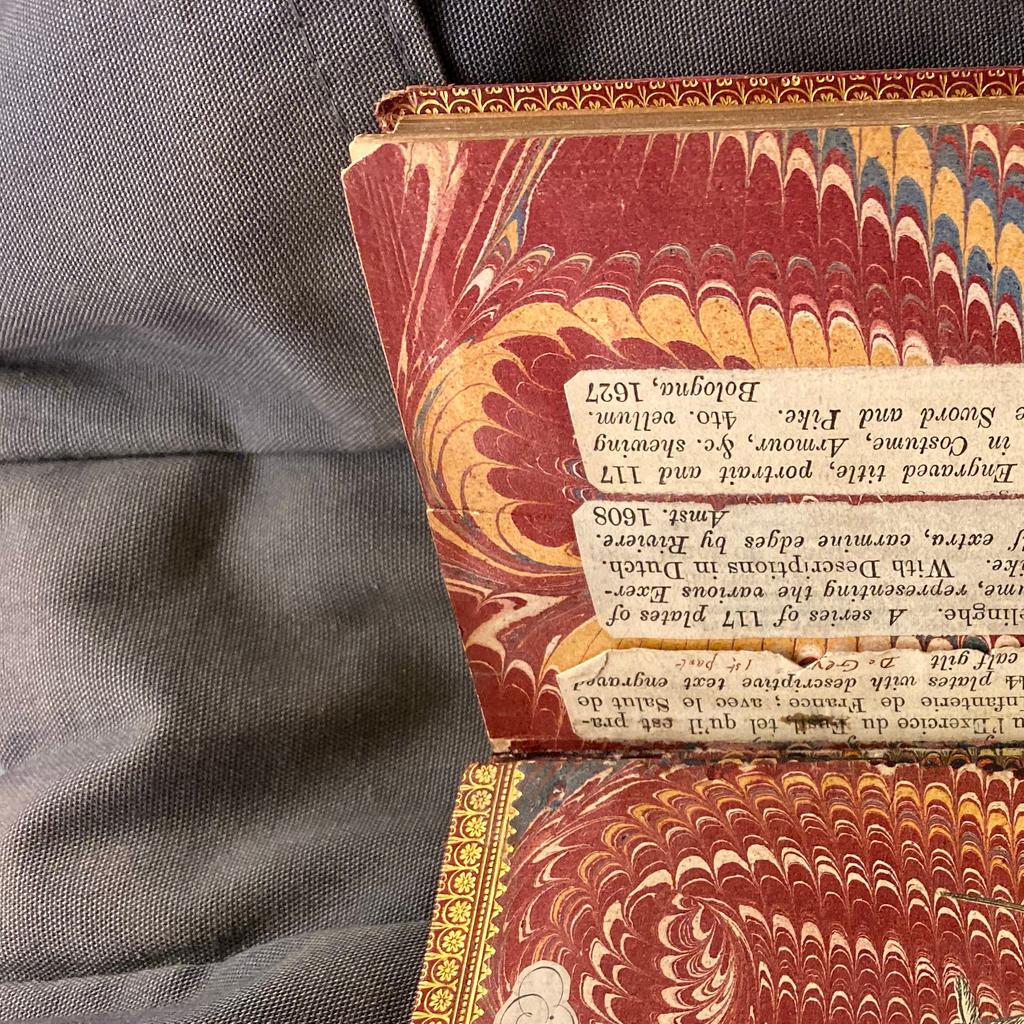 u l'Exercice du Fusil, tel qu'il est pra-
Infanterie de France ; avec le Salut de
plates with descriptive text engraved
calf gilt De Gey 1st part
elinghe. A series of 117 plates of
ume, representing the various Exer-
ike. With Descriptions in Dutch.
lf extra, carmine edges by Riviere.
Amst. 1608
Engraved title, portrait and 117
in Costume, Armour, &c. shewing
e Sword and Pike. 4to. vellum.
Bologna, 1627